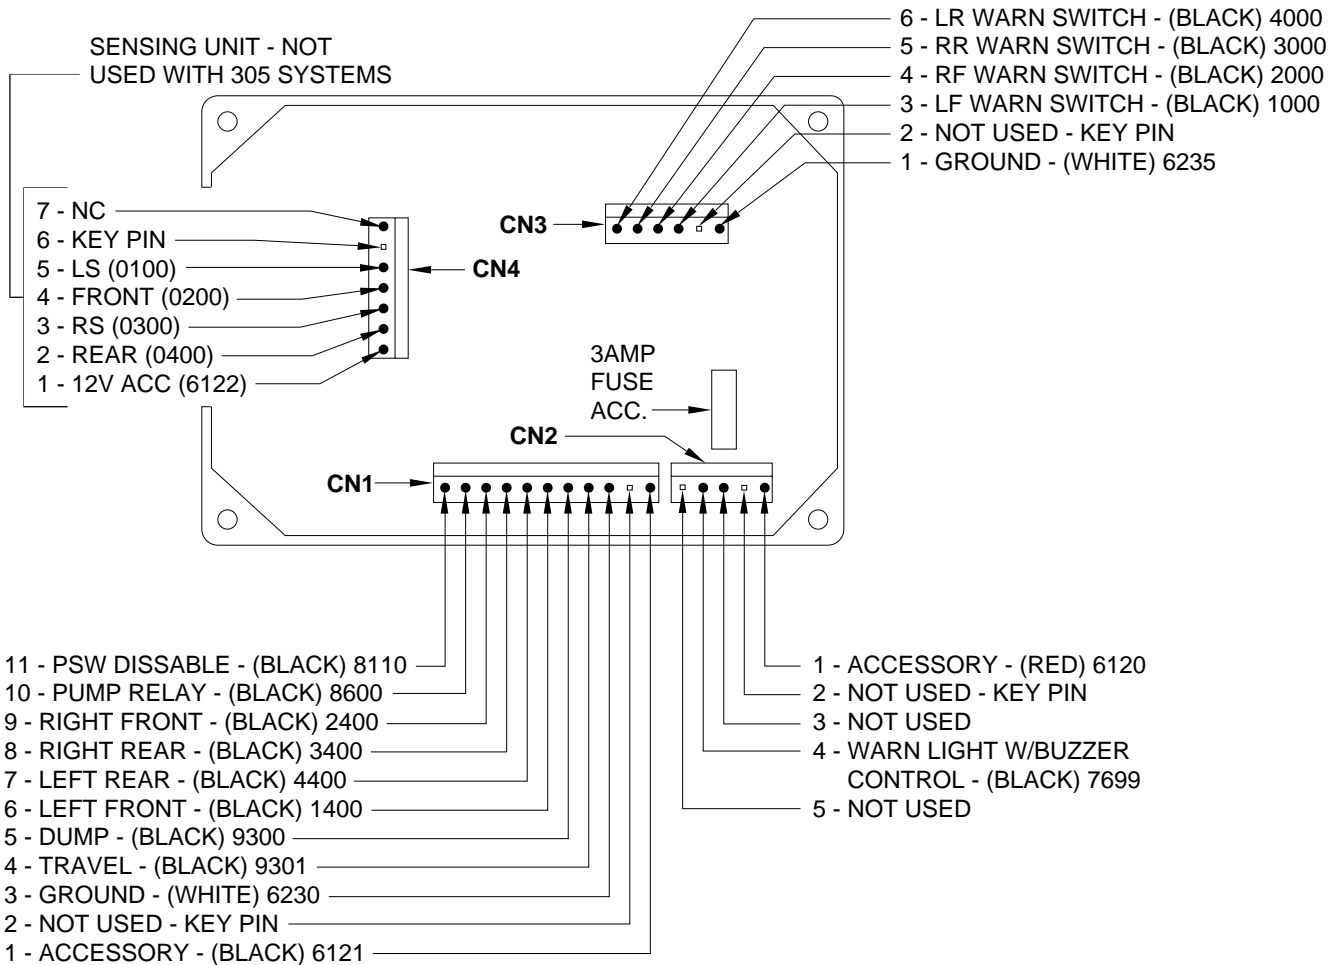 SENSING UNIT - NOT
USED WITH 305 SYSTEMS
6 - LR WARN SWITCH - (BLACK) 4000
5 - RR WARN SWITCH - (BLACK) 3000
4 - RF WARN SWITCH - (BLACK) 2000
3 - LF WARN SWITCH - (BLACK) 1000
2 - NOT USED - KEY PIN
1 - GROUND - (WHITE) 6235
7 - NC
6 - KEY PIN
5 - LS (0100)
4 - FRONT (0200)
3 - RS (0300)
2 - REAR (0400)
1 - 12V ACC (6122)
CN3
CN4
3AMP
FUSE
ACC.
CN2
CN1
11 - PSW DISSABLE - (BLACK) 8110
10 - PUMP RELAY - (BLACK) 8600
9 - RIGHT FRONT - (BLACK) 2400
8 - RIGHT REAR - (BLACK) 3400
7 - LEFT REAR - (BLACK) 4400
6 - LEFT FRONT - (BLACK) 1400
5 - DUMP - (BLACK) 9300
4 - TRAVEL - (BLACK) 9301
3 - GROUND - (WHITE) 6230
2 - NOT USED - KEY PIN
1 - ACCESSORY - (BLACK) 6121
1 - ACCESSORY - (RED) 6120
2 - NOT USED - KEY PIN
3 - NOT USED
4 - WARN LIGHT W/BUZZER
CONTROL - (BLACK) 7699
5 - NOT USED